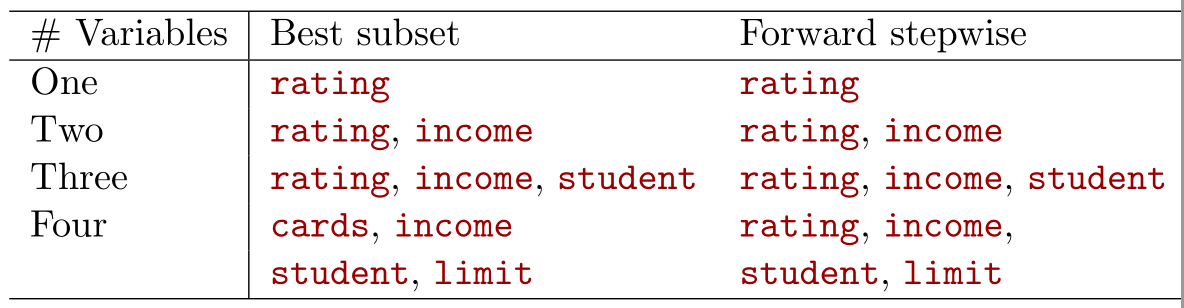 # Variables Best subset Forward stepwise
One rating rating
Two rating, income rating, income
Three rating, income, student rating, income, student
Four cards, income rating, income,
student, limit student, limit